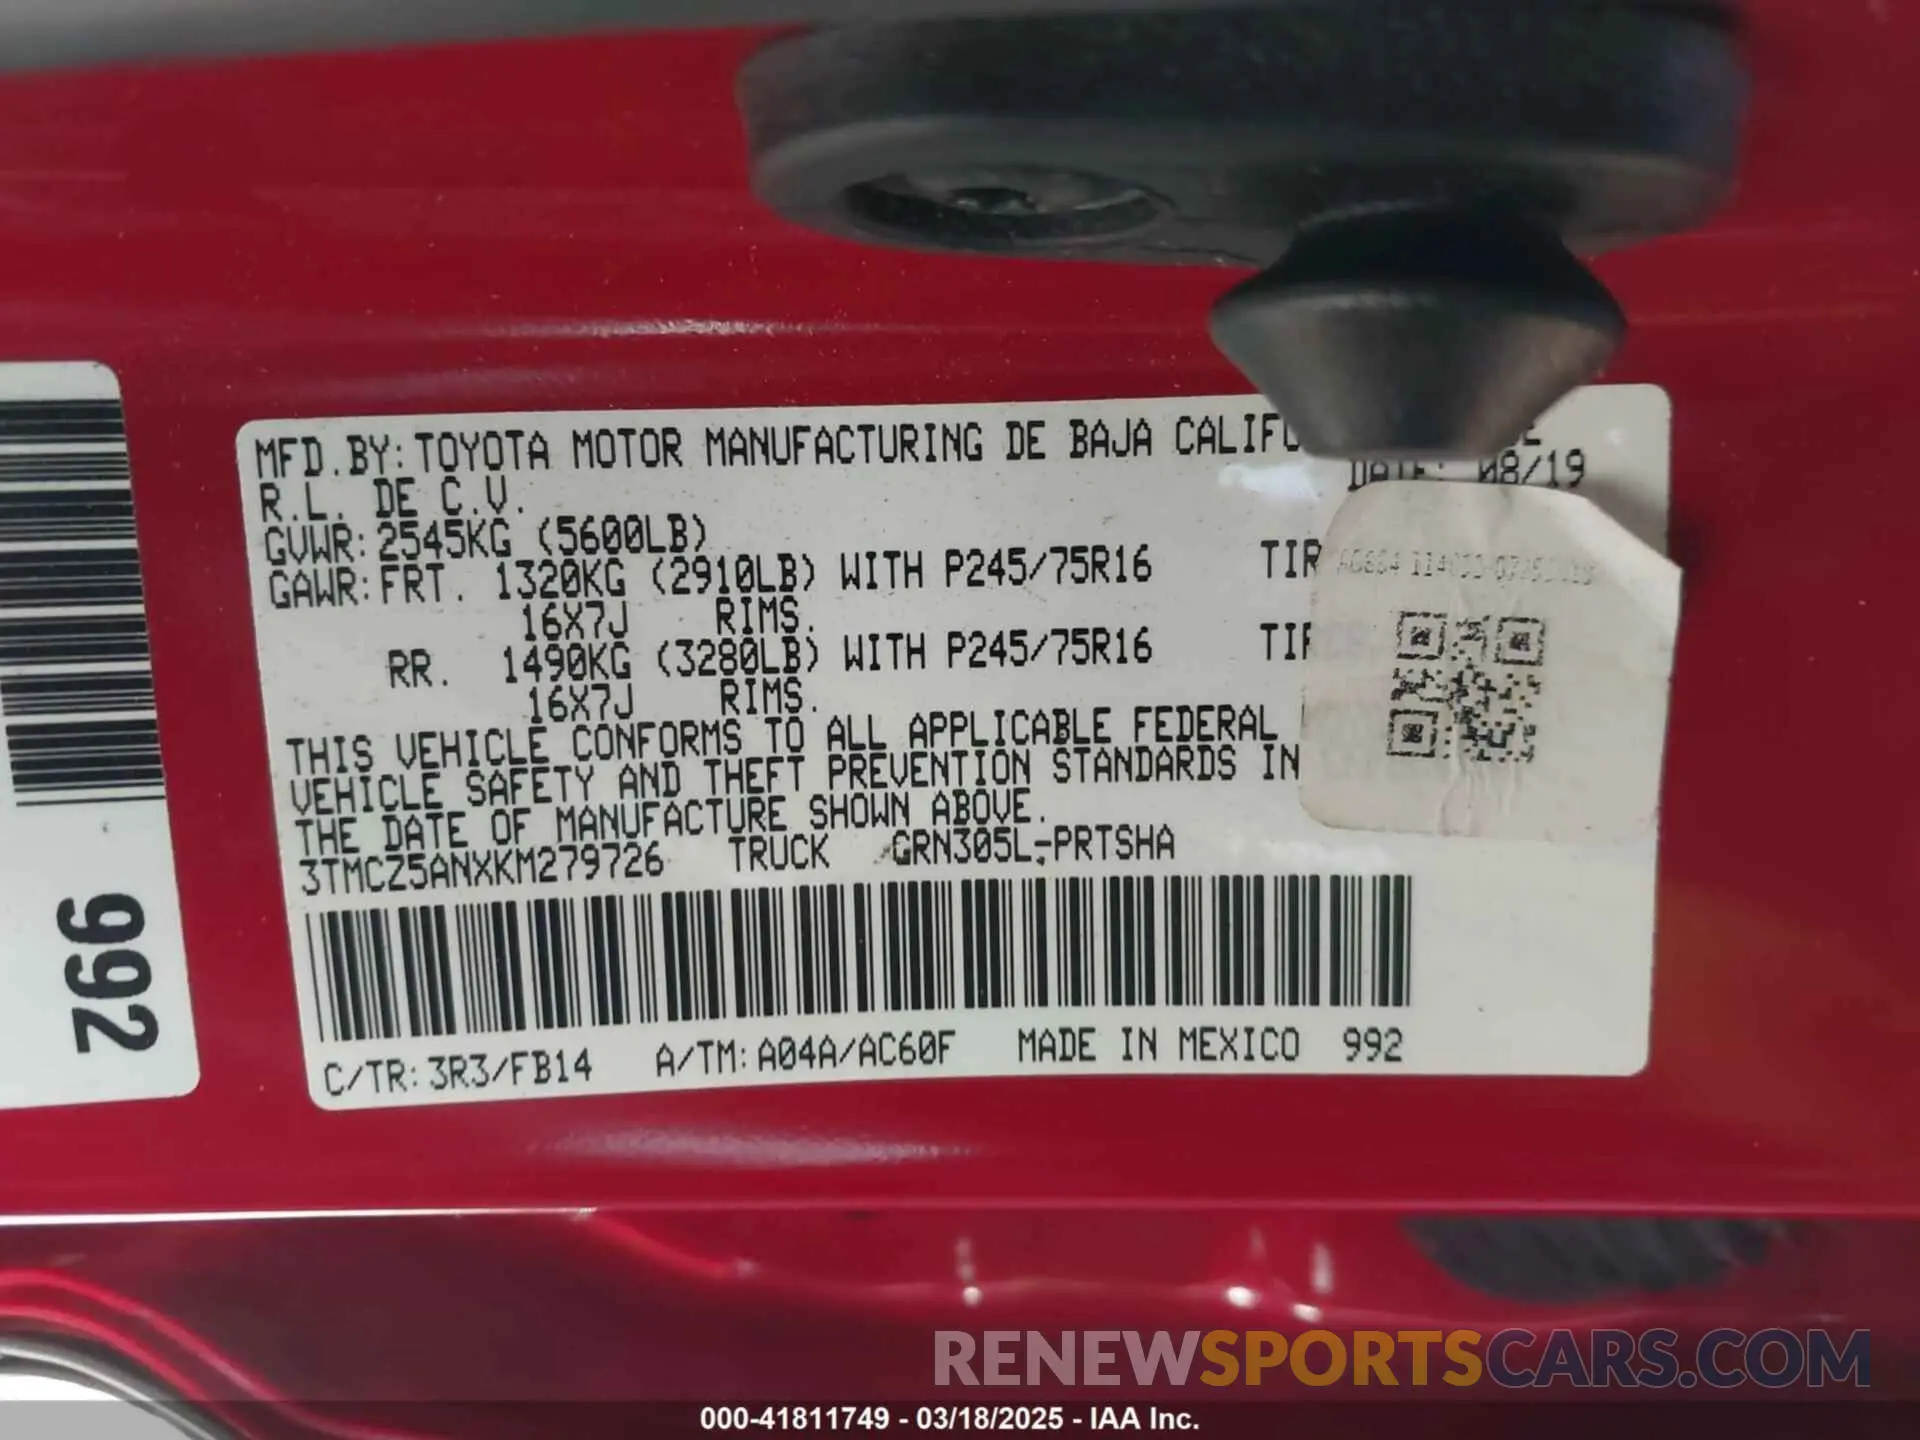 MFD.BY: TOYOTA MOTOR MANUFACTURING DE BAJA
R.L. DE C.V. DATE: 08/19
GVWR: 2545KG (5600LB)
GAWR: FRT. 1320KG (2910LB) WITH P245/75R16
16X7J RIMS.
RR. 1490KG (3280LB) WITH P245/75R16
16X7J RIMS.
THIS VEHICLE CONFORMS TO ALL APPLICABLE FEDERAL
VEHICLE SAFETY AND THEFT PREVENTION STANDARDS IN
THE DATE OF MANUFACTURE SHOWN ABOVE.
3TMCZ5ANXKM279726 TRUCK GRN305L-PRTSHA
C/TR: 3R3/FB14 A/TM: A04A/AC60F MADE IN MEXICO 992
992
RENEWSPORTSCARS.COM
000-41811749 - 03/18/2025 - IAA Inc.